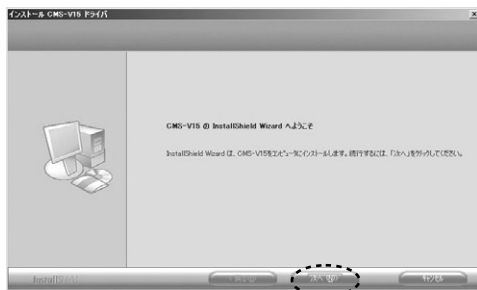 インストール CMS-V15 ドライバ
CMS-V15 の InstallShield Wizard へようこそ
InstallShield Wizard は、CMS-V15をコンピュータにインストールします。続行するには、「次へ」をクリックしてください。
InstallShield
次へ(N)
キャンセル